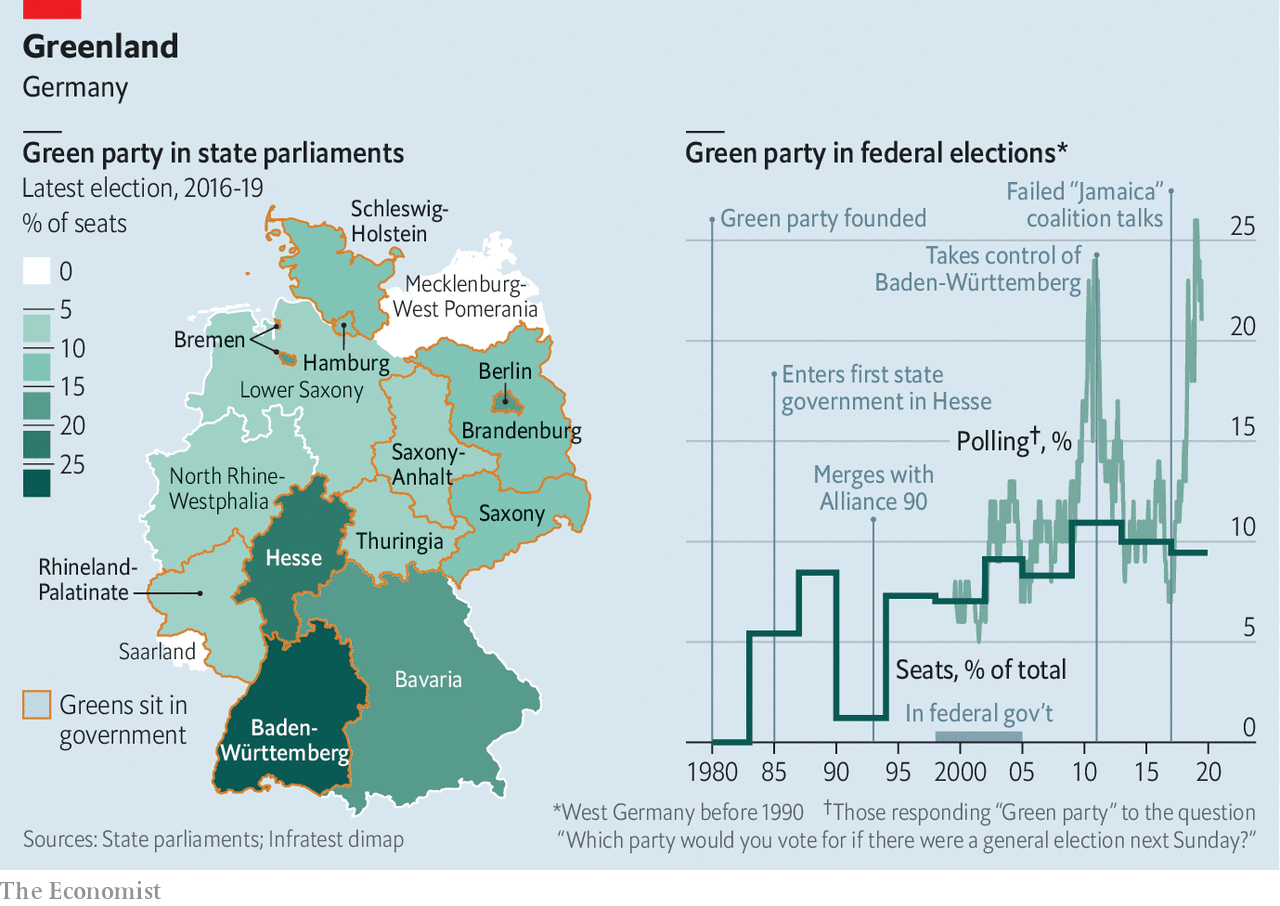 Greenland
Germany
Green party in state parliaments
Latest election, 2016-19
% of seats
0
5
10
15
20
25
Schleswig-
Holstein
Mecklenburg-
West Pomerania
Bremen
Hamburg
Lower Saxony
Berlin
Brandenburg
Saxony-
Anhalt
North Rhine-
Westphalia
Saxony
Thuringia
Hesse
Rhineland-
Palatinate
Saarland
Bavaria
Baden-
Württemberg
Greens sit in
government
Sources: State parliaments; Infratest dimap
Green party in federal elections*
Failed “Jamaica”
coalition talks
Green party founded
25
Takes control of
Baden-Württemberg
20
Enters first state
government in Hesse
Polling†, %
15
Merges with
Alliance 90
10
5
Seats, % of total
In federal gov’t
0
1980 85 90 95 2000 05 10 15 20
*West Germany before 1990 †Those responding “Green party” to the question
“Which party would you vote for if there were a general election next Sunday?”
The Economist